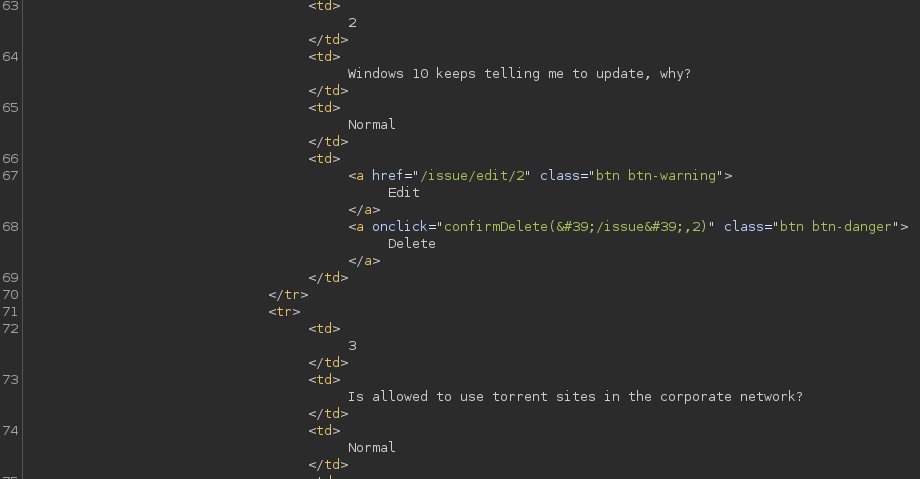 63 <td>
2
</td>
64 <td>
Windows 10 keeps telling me to update, why?
</td>
65 <td>
Normal
</td>
66 <td>
67 <a href="/issue/edit/2" class="btn btn-warning">
Edit
</a>
68 <a onclick="confirmDelete(&#39;/issue&#39;,2)" class="btn btn-danger">
Delete
</a>
69 </td>
70 </tr>
71 <tr>
72 <td>
3
</td>
73 <td>
Is allowed to use torrent sites in the corporate network?
</td>
74 <td>
Normal
</td>